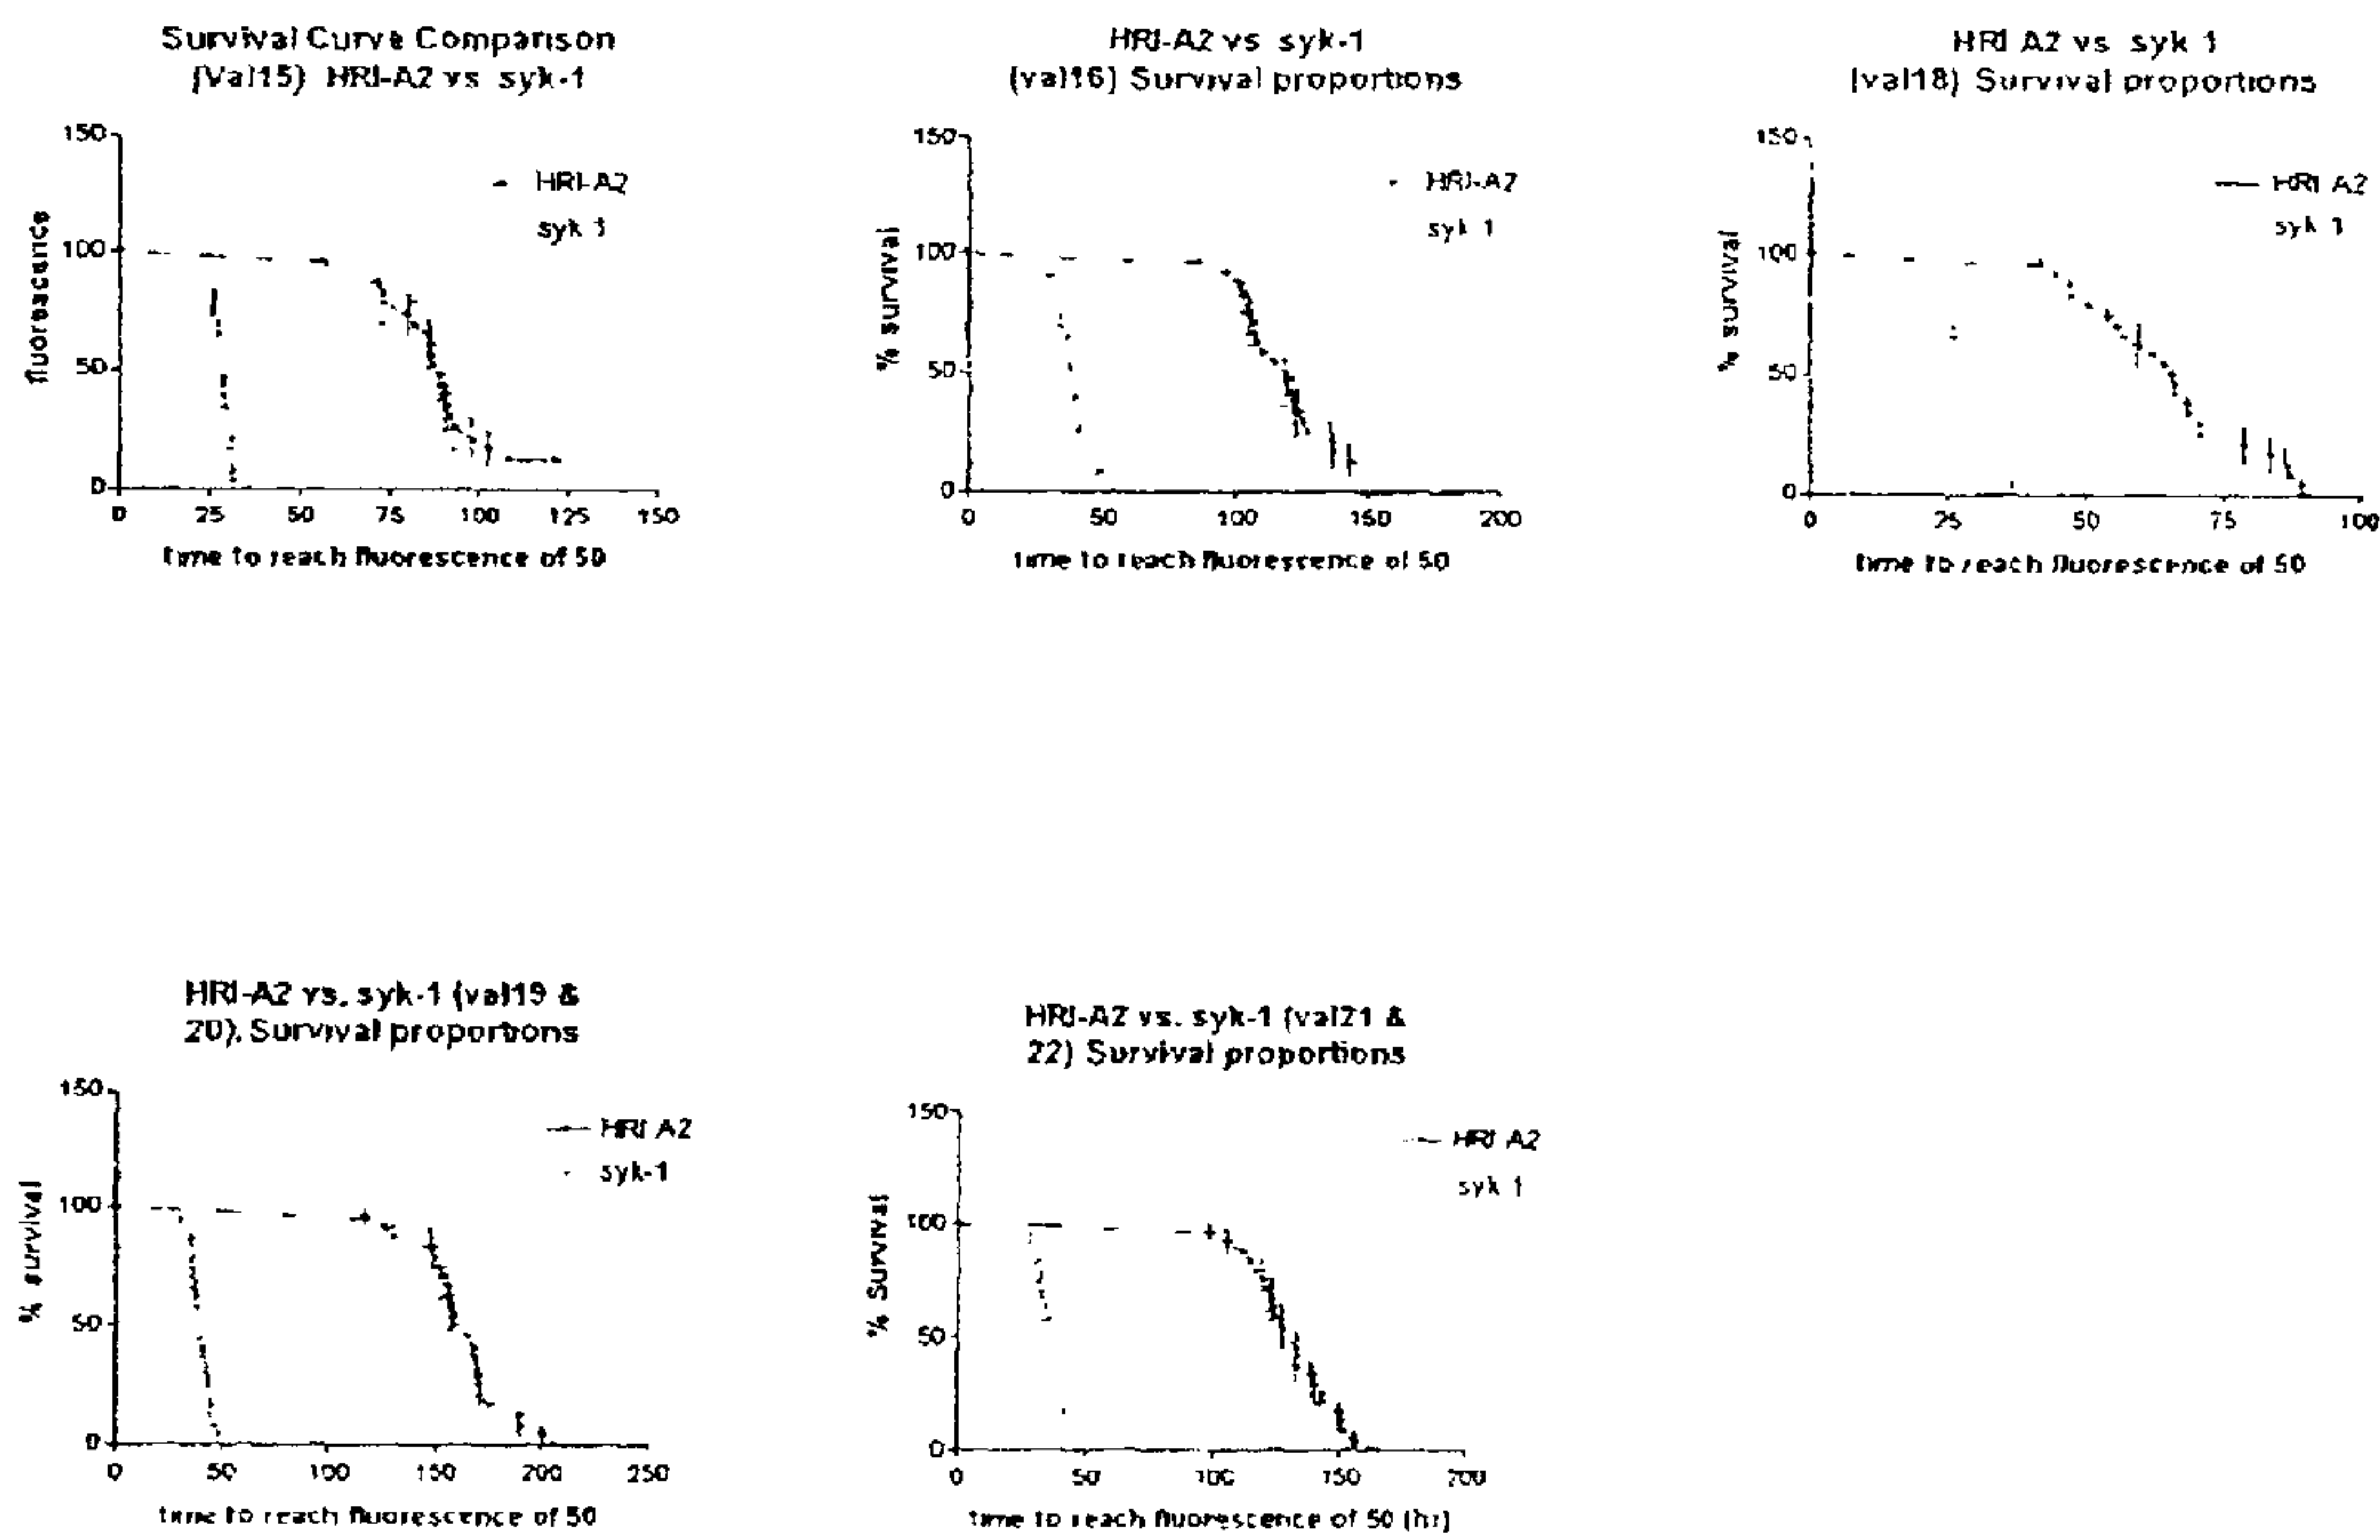 Survival Curve Comparison
(Val15) HRI-A2 vs syk-1
150
100
50
0
fluorescence
HRI-A2
syk 1
0 25 50 75 100 125 150
time to reach fluorescence of 50
HRI-A2 vs syk-1
(val16) Survival proportions
150
100
50
0
% survival
HRI-A2
syk 1
0 50 100 150 200
time to reach fluorescence of 50
HRI A2 vs syk 1
(val18) Survival proportions
150
100
50
0
% survival
HRI A2
syk 1
0 25 50 75 100
time to reach fluorescence of 50
HRI-A2 vs. syk-1 (val19 &
20). Survival proportions
150
100
50
0
% survival
HRI A2
syk-1
0 50 100 150 200 250
time to reach fluorescence of 50
HRI-A2 vs. syk-1 (val21 &
22) Survival proportions
150
100
50
0
% Survival
HRI A2
syk 1
0 50 100 150 200
time to reach fluorescence of 50 (hr)